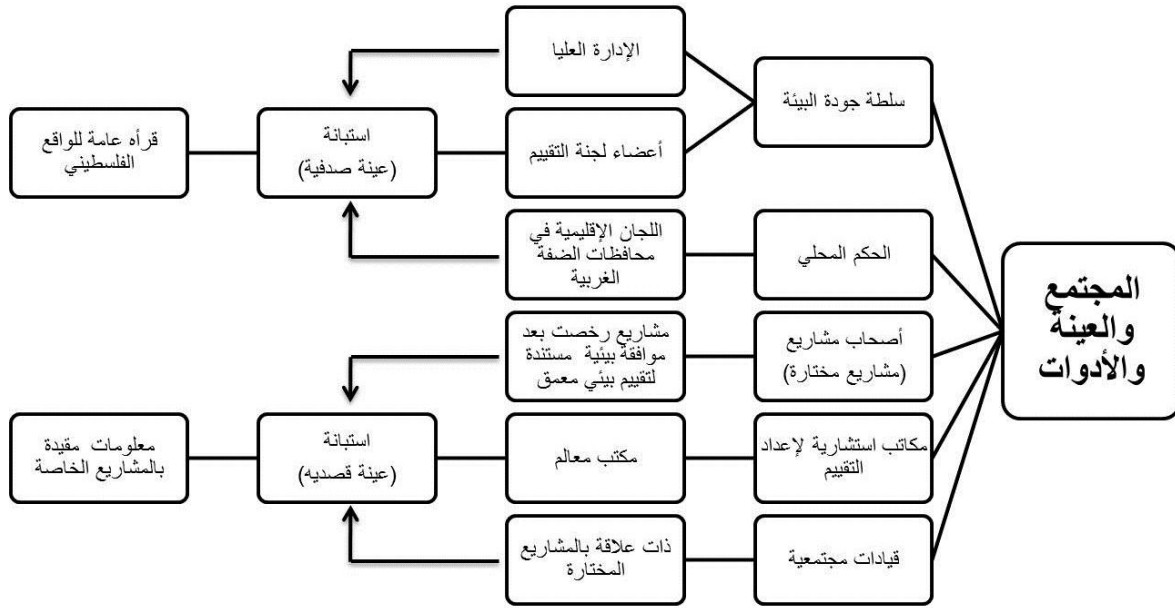 المجتمع
والعينة
والأدوات
سلطة جودة البيئة
الإدارة العليا
أعضاء لجنة التقييم
استبانة
(عينة صدفية)
قرأه عامة للواقع
الفلسطيني
الحكم المحلي
اللجان الإقليمية في
محافظات الضفة
الغربية
أصحاب مشاريع
(مشاريع مختارة)
مشاريع رخصت بعد
موافقة بيئية مستندة
لتقييم بيئي معمق
مكاتب استشارية لإعداد
التقييم
مكتب معالم
استبانة
(عينة قصديه)
معلومات مقيدة
بالمشاريع الخاصة
قيادات مجتمعية
ذات علاقة بالمشاريع
المختارة